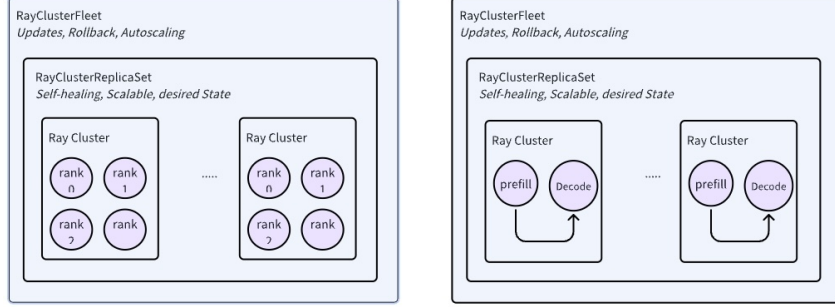 RayClusterFleet
Updates, Rollback, Autoscaling
RayClusterReplicaSet
Self-healing, Scalable, desired State
Ray Cluster
rank
0
rank
1
rank
2
rank
.....
Ray Cluster
rank
0
rank
1
rank
2
rank
RayClusterFleet
Updates, Rollback, Autoscaling
RayClusterReplicaSet
Self-healing, Scalable, desired State
Ray Cluster
prefill
Decode
.....
Ray Cluster
prefill
Decode